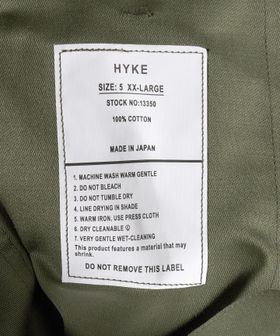 HYKE
SIZE: 5 XX-LARGE
STOCK NO: 13350
100% COTTON
MADE IN JAPAN
1. MACHINE WASH WARM GENTLE
2. DO NOT BLEACH
3. DO NOT TUMBLE DRY
4. LINE DRYING IN SHADE
5. WARM IRON, USE PRESS CLOTH
6. DRY CLEANABLE Ⓟ
7. VERY GENTLE WET-CLEANING
This product features a material that may
shrink.
DO NOT REMOVE THIS LABEL